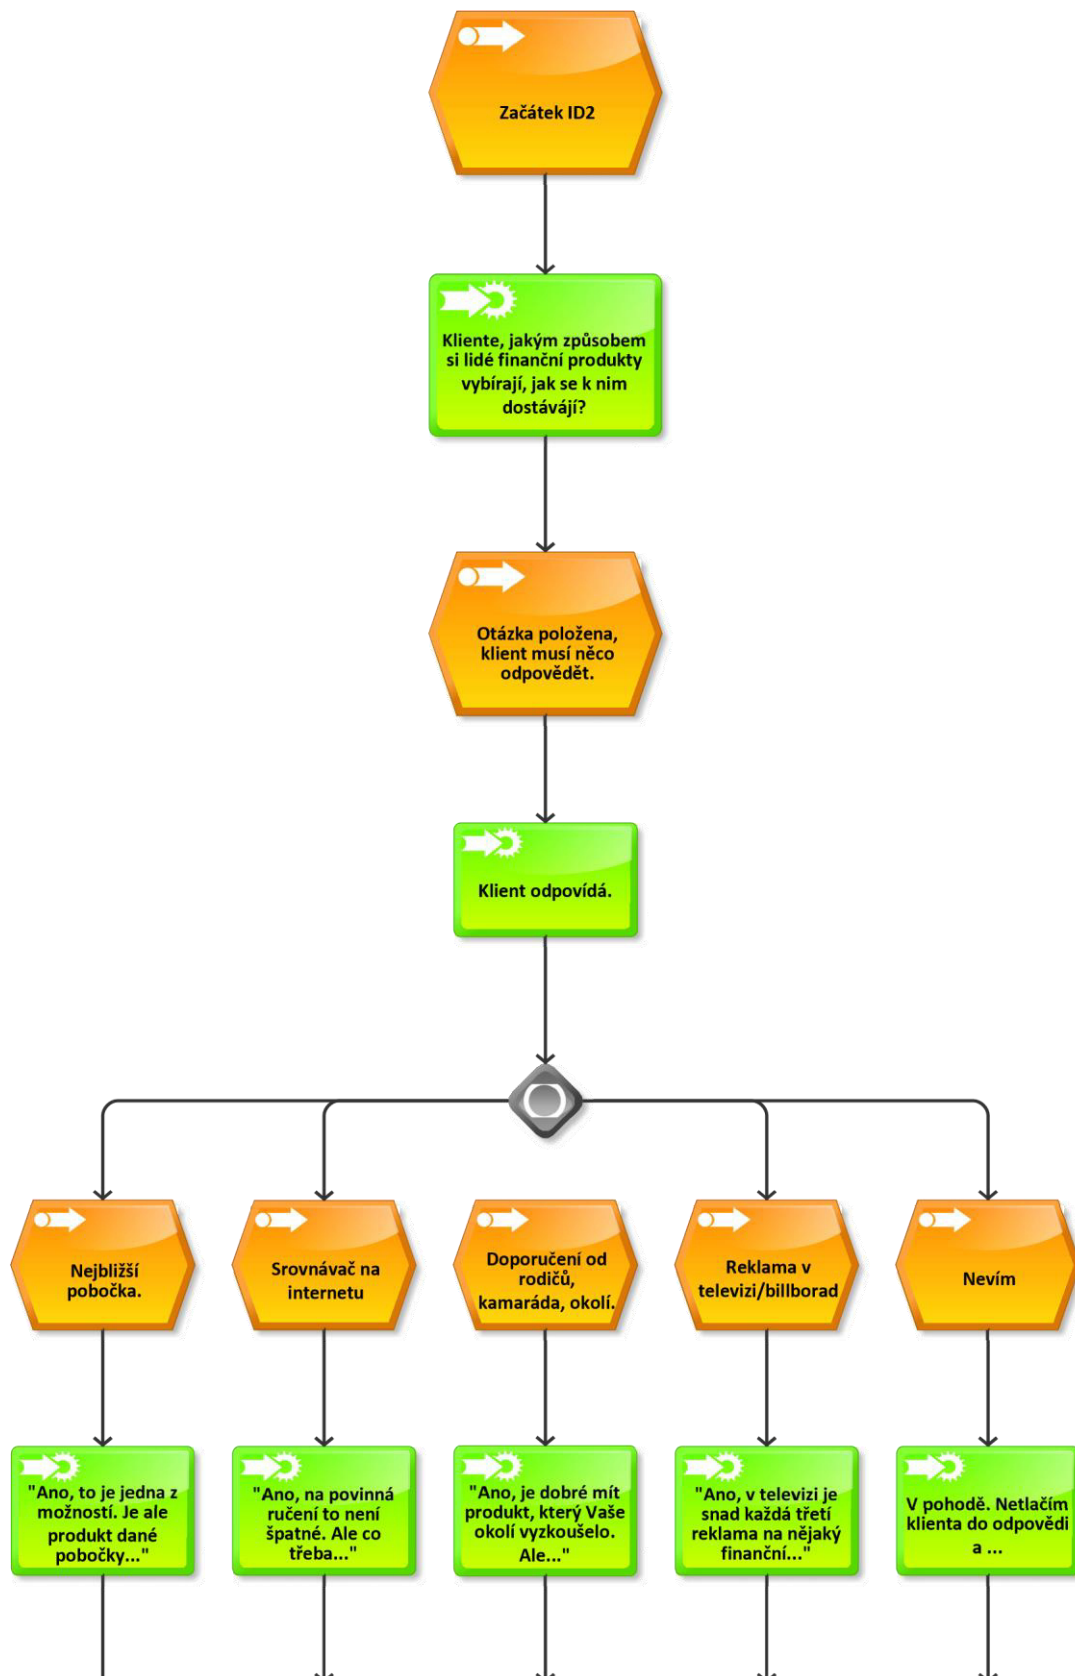 Začátek ID2
Kliente, jakým způsobem
si lidé finanční produkty
vybírají, jak se k nim
dostávájí?
Otázka položena,
klient musí něco
odpovědět.
Klient odpovídá.
Nejbližší
pobočka.
Srovnávač na
internetu
Doporučení od
rodičů,
kamaráda, okolí.
Reklama v
televizi/billborad
Nevím
"Ano, to je jedna z
možností. Je ale
produkt dané
pobočky..."
"Ano, na povinná
ručení to není
špatné. Ale co
třeba..."
"Ano, je dobré mít
produkt, který Vaše
okolí vyzkoušelo.
Ale..."
"Ano, v televizi je
snad každá třetí
reklama na nějaký
finanční..."
V pohodě. Netlačím
klienta do odpovědi
a ...